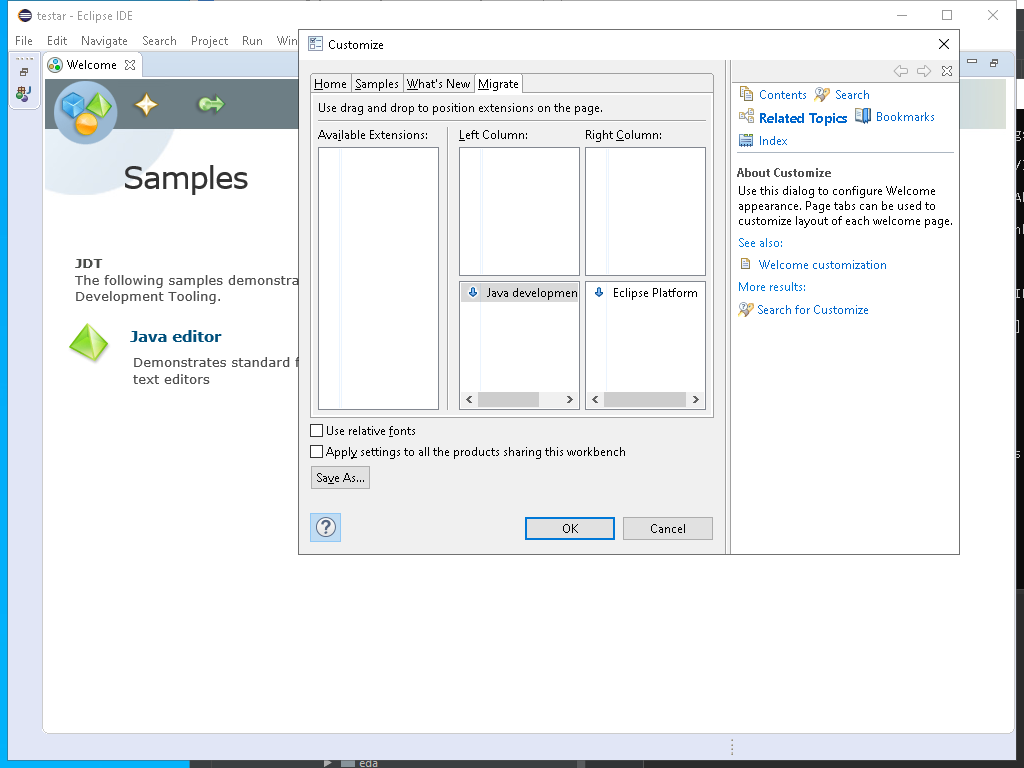 testar - Eclipse IDE
File Edit Navigate Search Project Run
Welcome
Samples
JDT
The following samples
Development Tooling.
Java editor
Demonstrates standard
text editors
Customize
Home Samples What's New Migrate
Use drag and drop to position extensions on the page.
Available Extensions: Left Column: Right Column:
Java developmen
Eclipse Platform
Use relative fonts
Apply settings to all the products sharing this workbench
Save As...
OK Cancel
Contents Search
Related Topics Bookmarks
Index
About Customize
Use this dialog to configure Welcome
appearance. Page tabs can be used to
customize layout of each welcome page.
See also:
Welcome customization
More results:
Search for Customize
eda